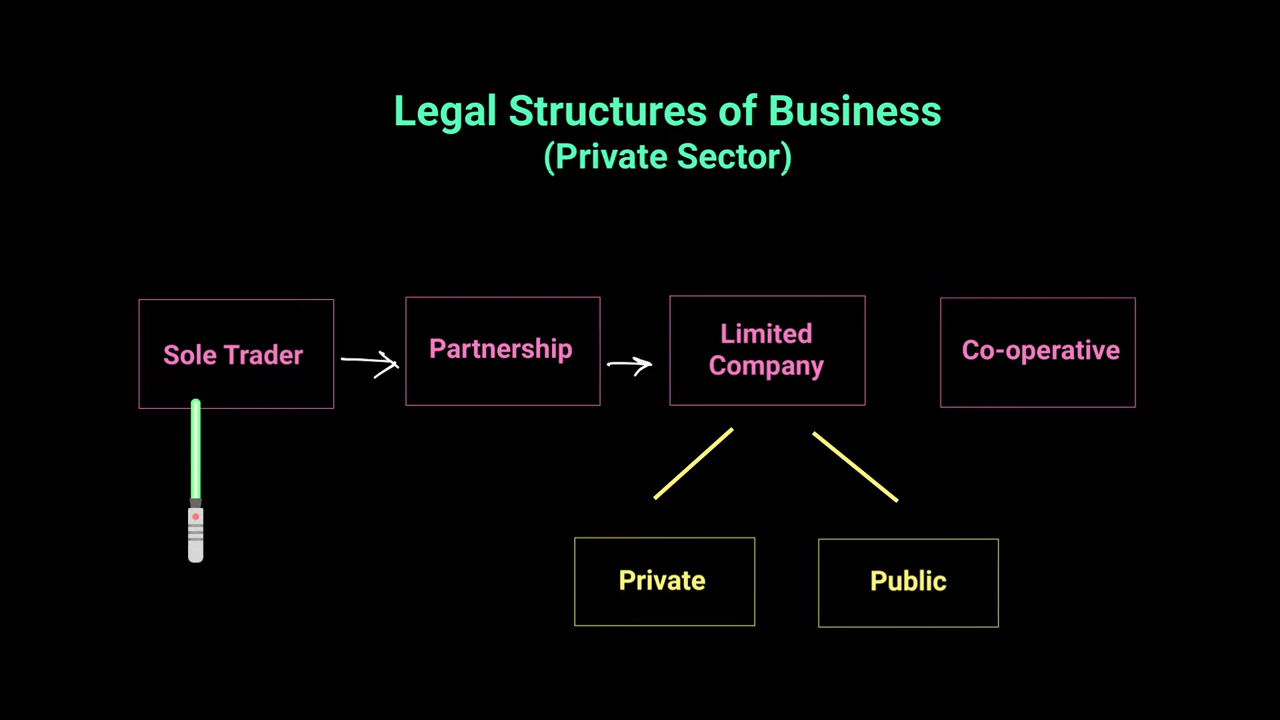 Legal Structures of Business
(Private Sector)
Sole Trader
Partnership
Limited
Company
Co-operative
Private
Public